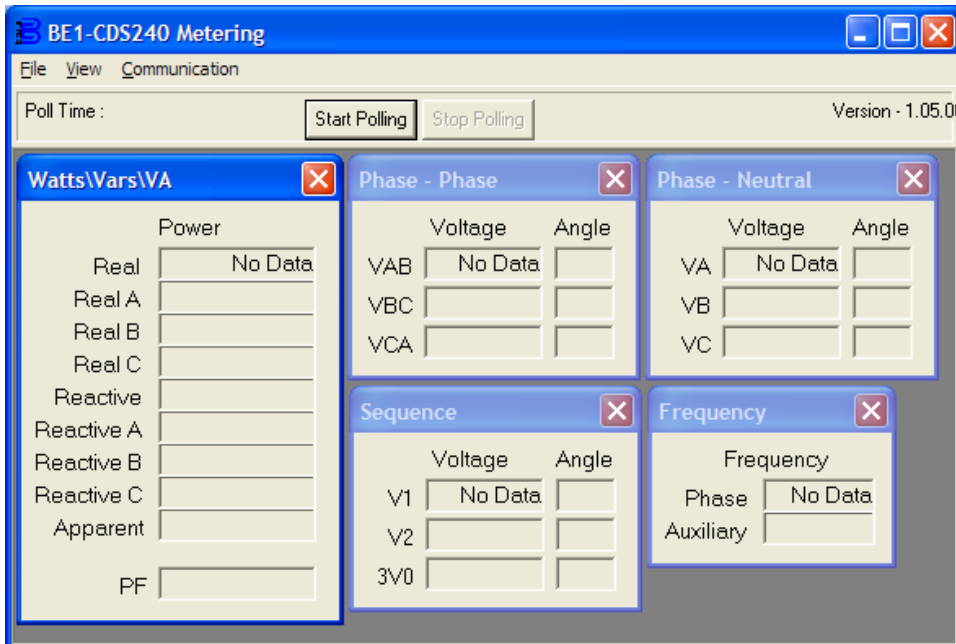 BE1-CDS240 Metering
File View Communication
Poll Time : Start Polling Stop Polling Version - 1.05.0
Watts\Vars\VA
Power
Real No Data
Real A
Real B
Real C
Reactive
Reactive A
Reactive B
Reactive C
Apparent
PF
Phase - Phase
Voltage Angle
VAB No Data
VBC
VCA
Phase - Neutral
Voltage Angle
VA No Data
VB
VC
Sequence
Voltage Angle
V1 No Data
V2
3V0
Frequency
Frequency
Phase No Data
Auxiliary